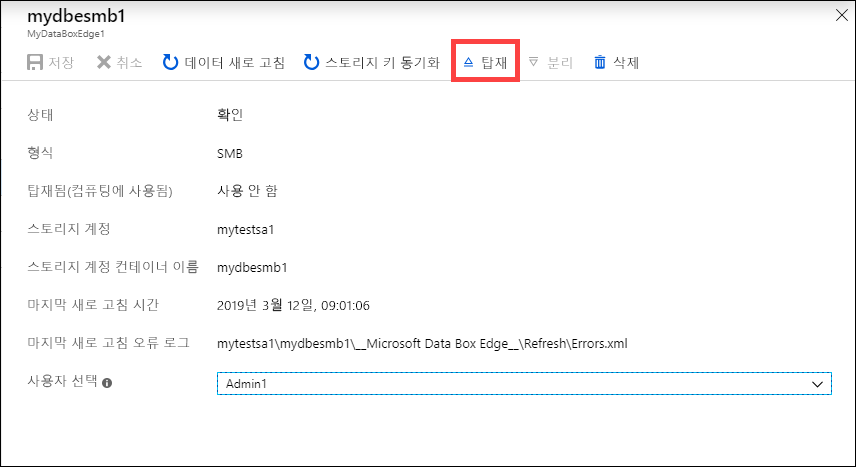 mydbesmb1
MyDataBoxEdge1
저장 취소 데이터 새로 고침 스토리지 키 동기화 탑재 분리 삭제
상태 확인
형식 SMB
탑재됨(컴퓨팅에 사용됨) 사용 안 함
스토리지 계정 mytestsa1
스토리지 계정 컨테이너 이름 mydbesmb1
마지막 새로 고침 시간 2019년 3월 12일, 09:01:06
마지막 새로 고침 오류 로그 mytestsa1\mydbesmb1\__Microsoft Data Box Edge__\Refresh\Errors.xml
사용자 선택 Admin1